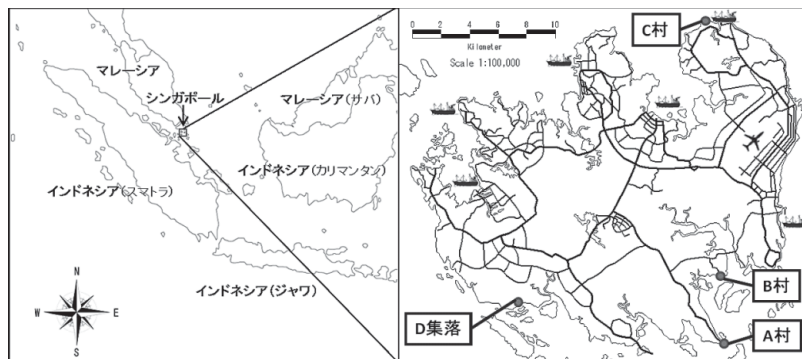 マレーシア
シンガポール
マレーシア(サバ)
インドネシア(カリマンタン)
インドネシア(スマトラ)
インドネシア(ジャワ)
N
W E
S
0 2 4 6 8 10
Kilometer
Scale 1:100,000
C村
B村
D集落
A村